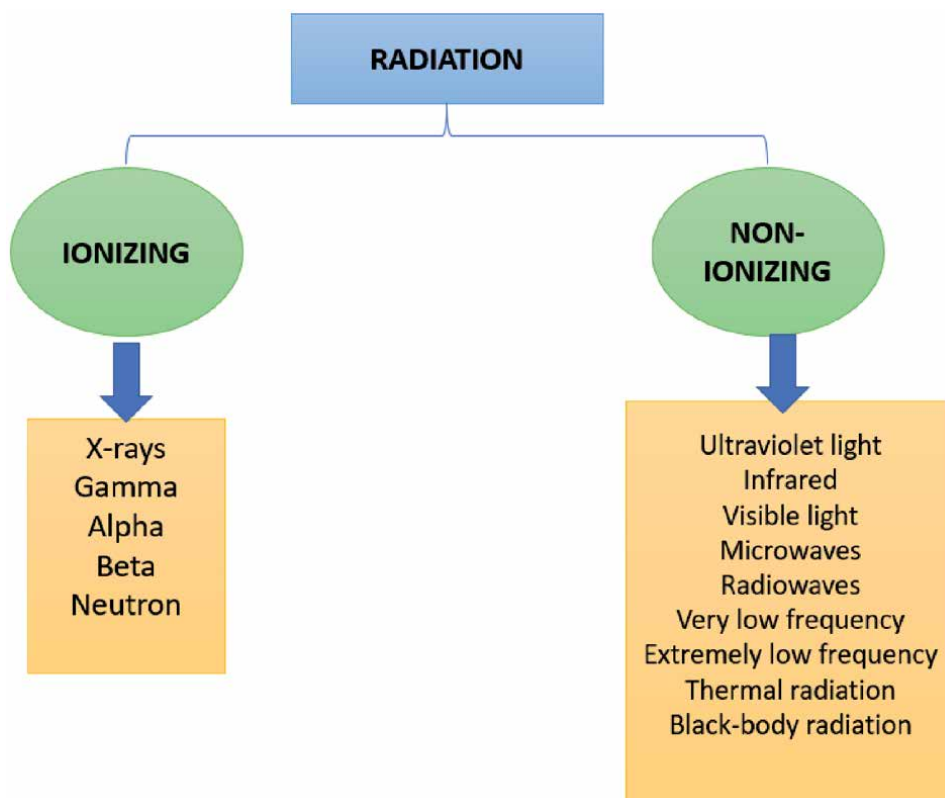 RADIATION
IONIZING
NON-
IONIZING
X-rays
Gamma
Alpha
Beta
Neutron
Ultraviolet light
Infrared
Visible light
Microwaves
Radiowaves
Very low frequency
Extremely low frequency
Thermal radiation
Black-body radiation